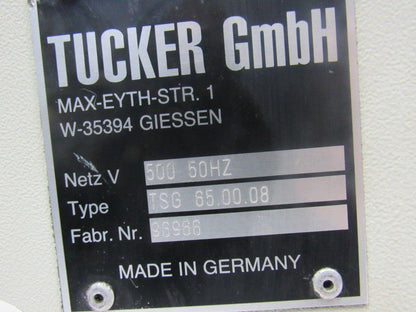 TUCKER GmbH
MAX-EYTH-STR. 1
W-35394 GIESSEN
Netz V 500 50HZ
Type TSG 65.00.08
Fabr. Nr.
MADE IN GERMANY